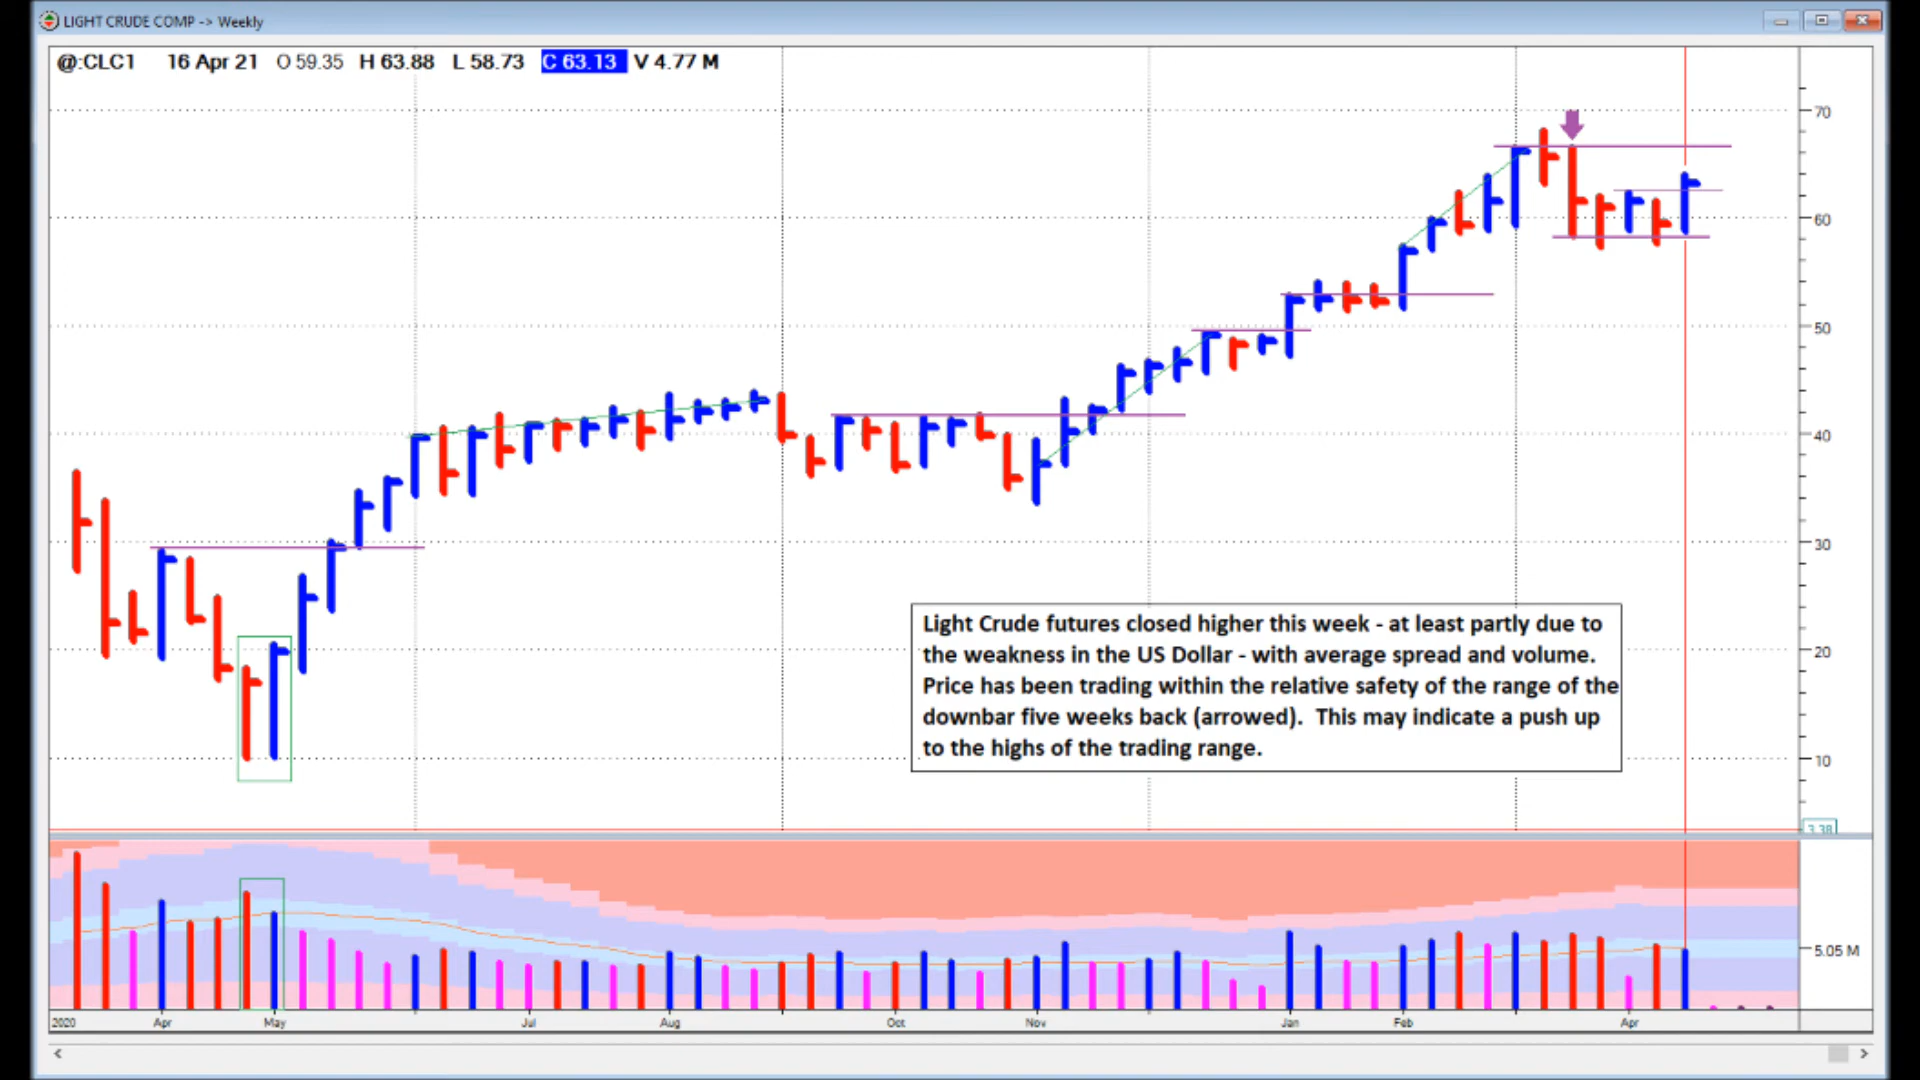 LIGHT CRUDE COMP -> Weekly
@:CLC1 16 Apr 21 O 59.35 H 63.88 L 58.73 C 63.13 V 4.77 M
70
60
50
40
30
20
10
3.38
Light Crude futures closed higher this week - at least partly due to
the weakness in the US Dollar - with average spread and volume.
Price has been trading within the relative safety of the range of the
downbar five weeks back (arrowed). This may indicate a push up
to the highs of the trading range.
5.05 M
2020 Apr May Jul Aug Oct Nov Jan Feb Apr